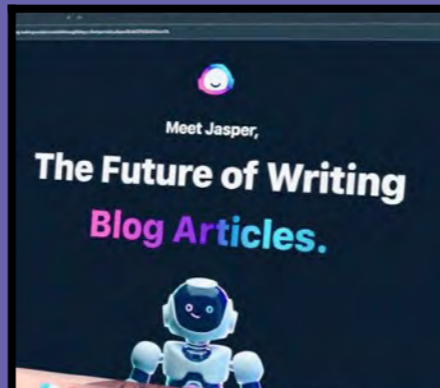 Meet Jasper,
The Future of Writing
Blog Articles.